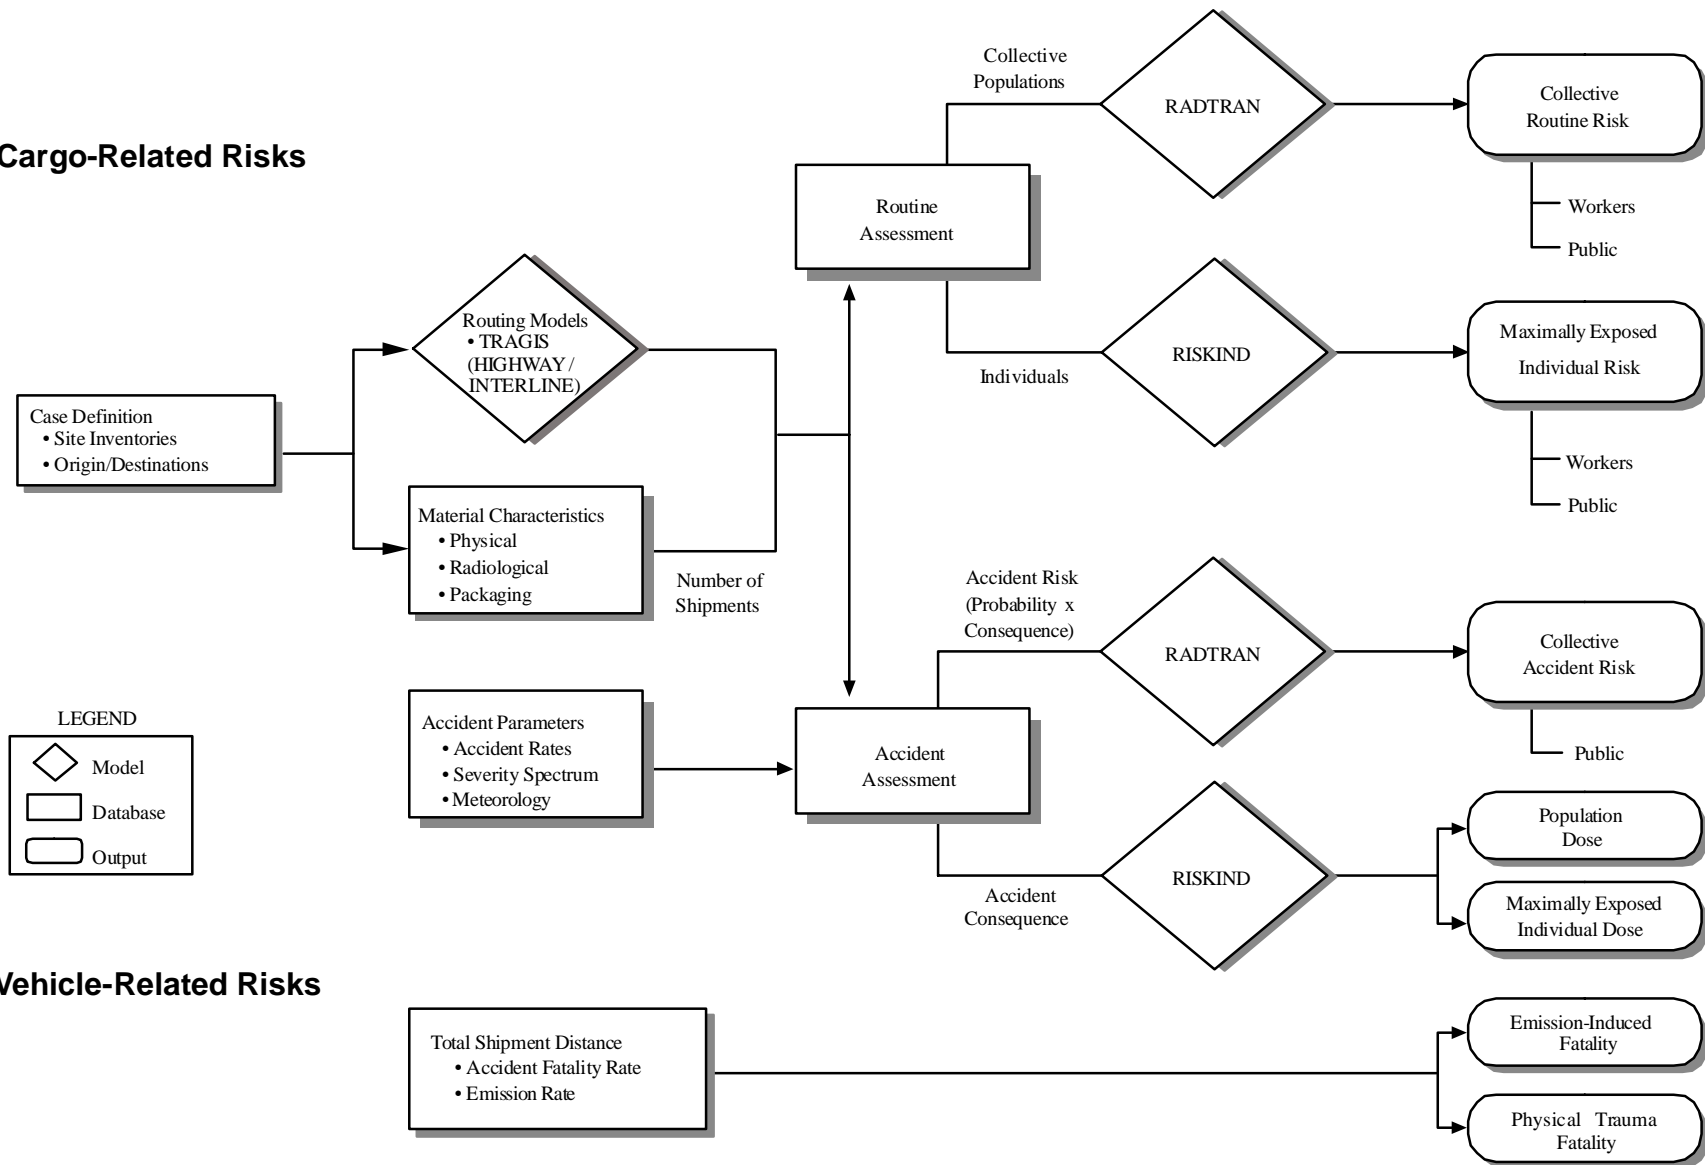 Cargo-Related Risks
Case Definition
• Site Inventories
• Origin/Destinations
Routing Models
• TRAGIS
(HIGHWAY /
INTERLINE)
Material Characteristics
• Physical
• Radiological
• Packaging
Number of
Shipments
Routine
Assessment
Collective
Populations
RADTRAN
Collective
Routine Risk
Workers
Public
Individuals
RISKIND
Maximally Exposed
Individual Risk
Workers
Public
Accident Parameters
• Accident Rates
• Severity Spectrum
• Meteorology
Accident
Assessment
Accident Risk
(Probability x
Consequence)
RADTRAN
Collective
Accident Risk
Public
Accident
Consequence
RISKIND
Population
Dose
Maximally Exposed
Individual Dose
LEGEND
Model
Database
Output
Vehicle-Related Risks
Total Shipment Distance
• Accident Fatality Rate
• Emission Rate
Emission-Induced
Fatality
Physical Trauma
Fatality